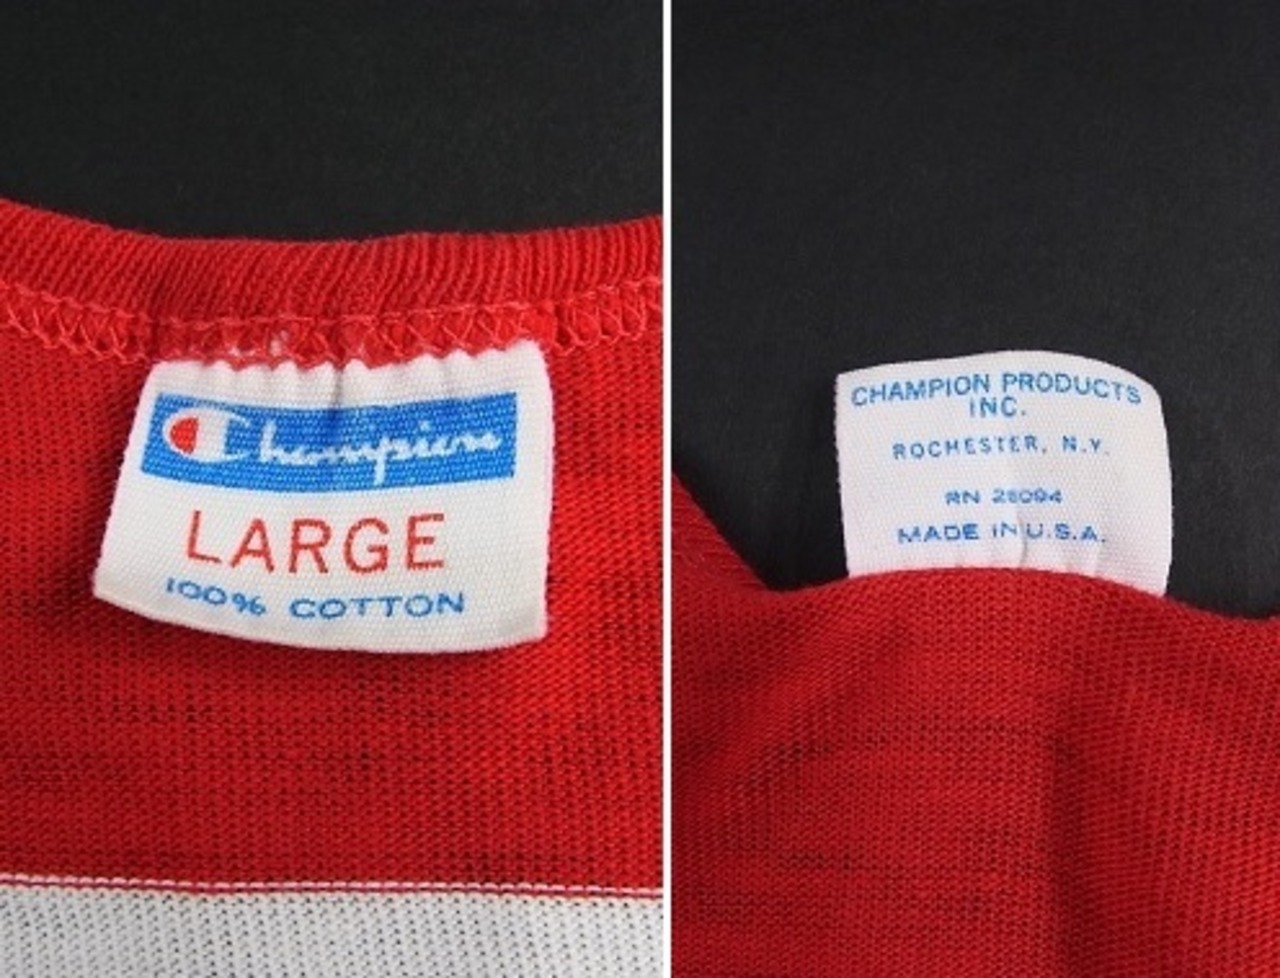 Champion
LARGE
100% COTTON
CHAMPION PRODUCTS
INC.
ROCHESTER, N.Y.
RN 26094
MADE IN U.S.A.